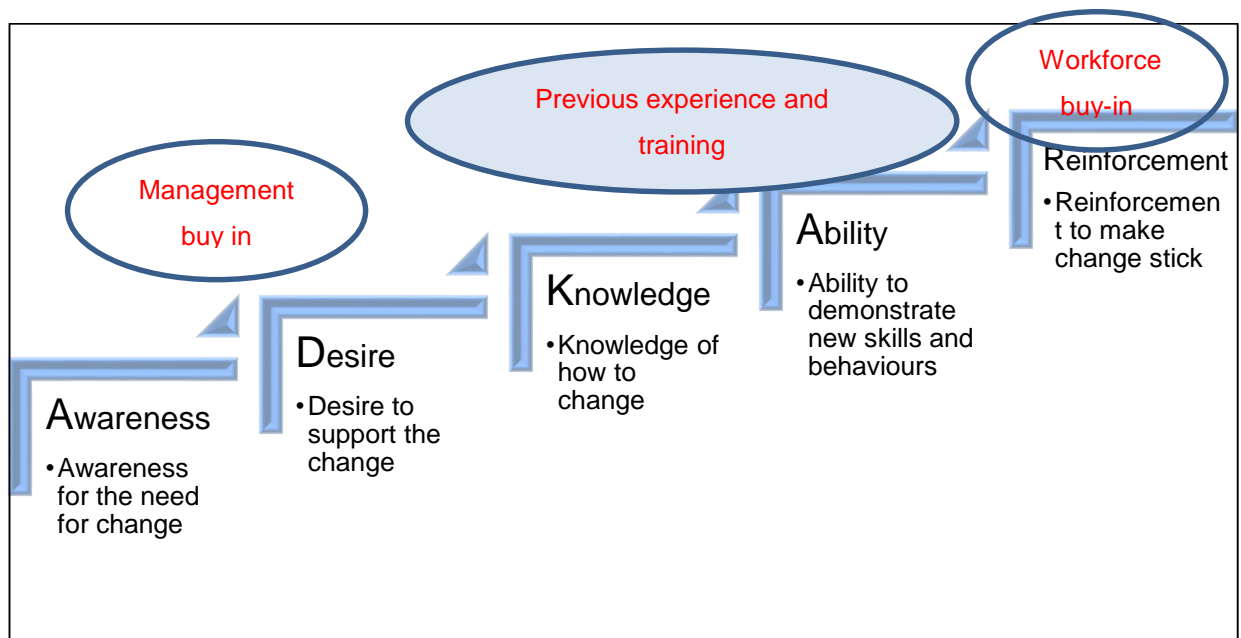 Workforce
buy-in
Previous experience and
training
Management
buy in
Awareness
•Awareness
for the need
for change
Desire
•Desire to
support the
change
Knowledge
•Knowledge of
how to
change
Ability
•Ability to
demonstrate
new skills and
behaviours
Reinforcement
•Reinforcemen
t to make
change stick